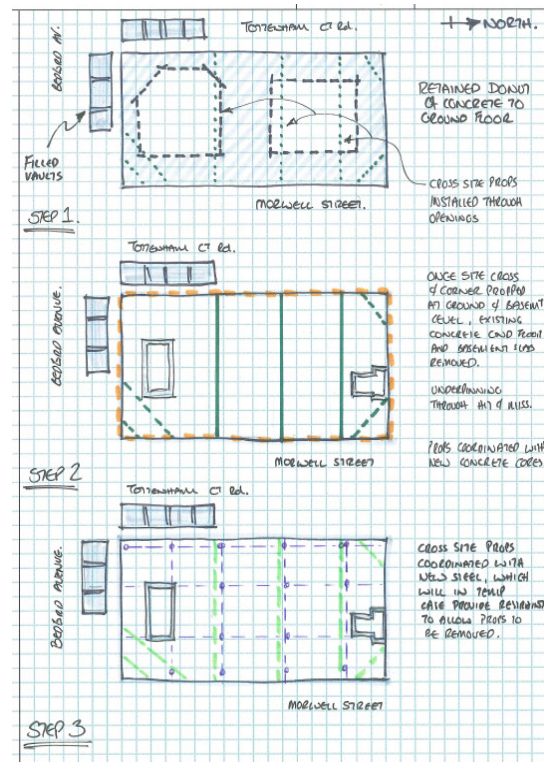 TOTTENHAM CT Rd.
NORTH.
BEDFORD AV.
RETAINED DONUT
OF CONCRETE TO
GROUND FLOOR
FILLED
VAULTS
CROSS SITE PROPS
INSTALLED THROUGH
OPENINGS
MORWELL STREET.
STEP 1.
TOTTENHAM CT Rd.
BEDFORD AVENUE.
ONCE SITE CROSS
& CORNER PROPPED
AT GROUND & BASEMT
LEVEL, EXISTING
CONCRETE GND FLOOR
AND BASEMENT SLAB
REMOVED.
UNDERPINNING
THROUGH HIT & MISS.
PROPS COORDINATED WITH
NEW CONCRETE CORES
MORWELL STREET
STEP 2
TOTTENHAM CT Rd.
BEDFORD AVENUE.
CROSS SITE PROPS
COORDINATED WITH
NEW STEEL, WHICH
WILL IN TEMP
CASE PROVIDE RESTRAINT
TO ALLOW PROPS TO
BE REMOVED.
MORWELL STREET
STEP 3